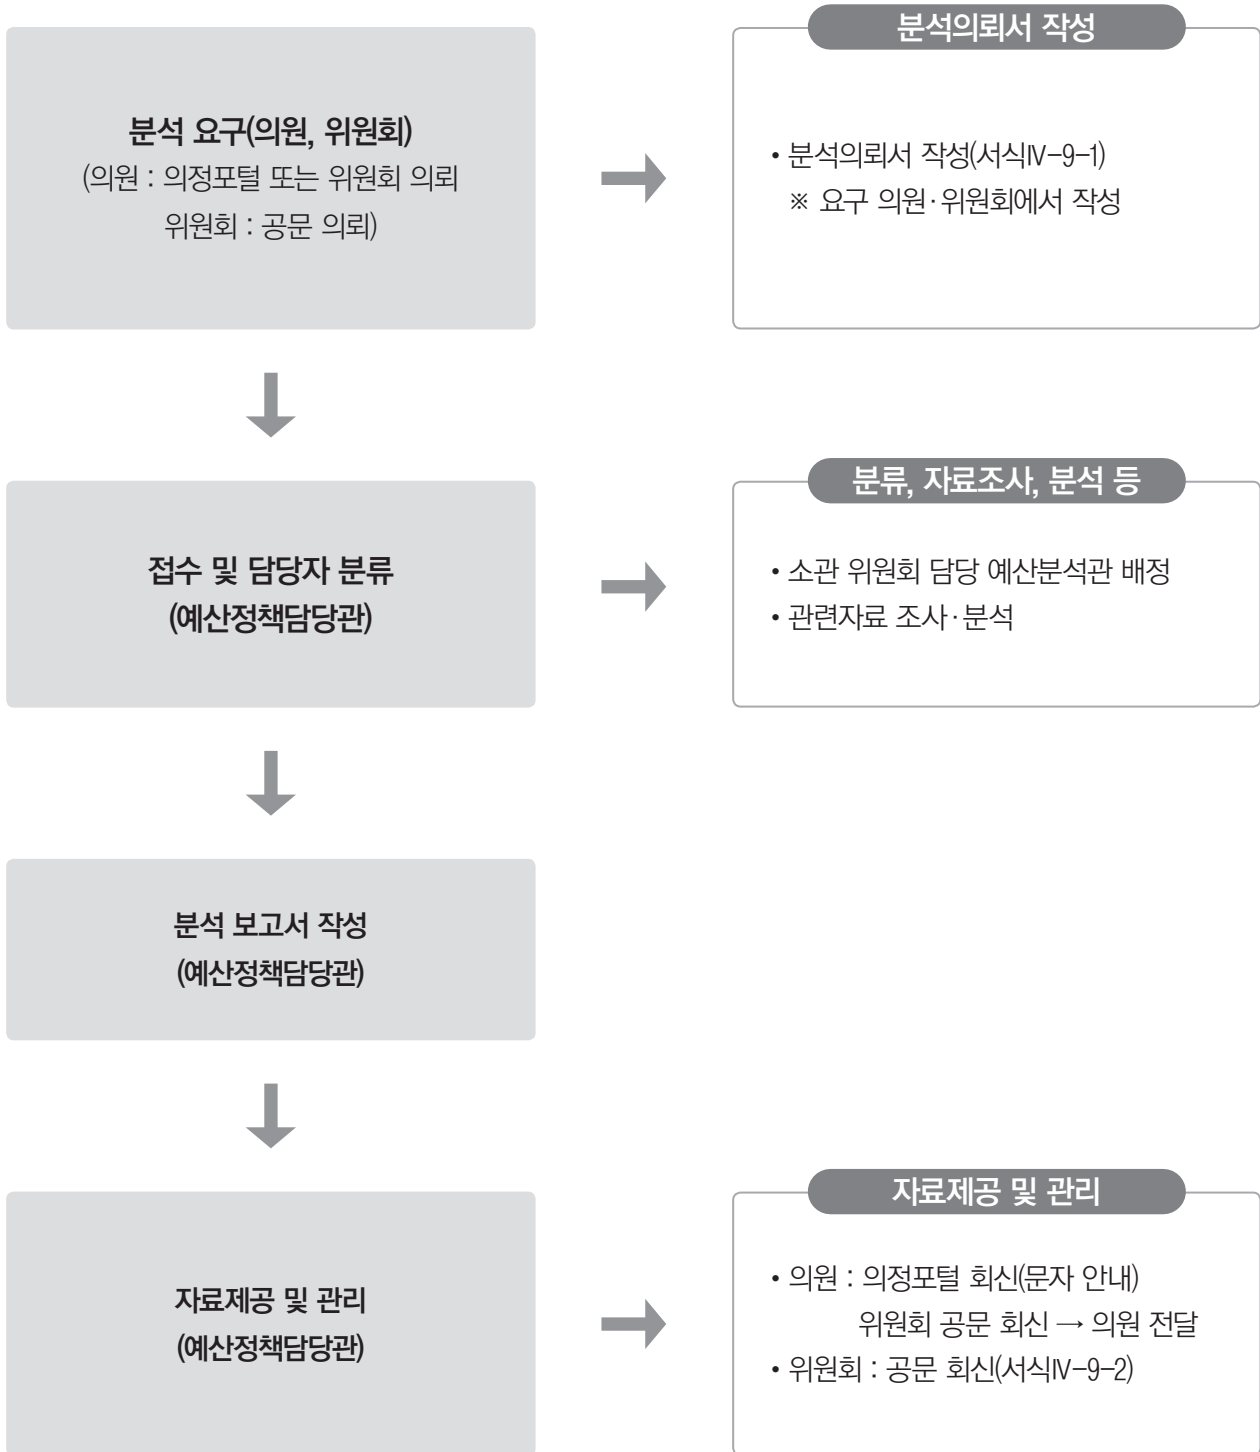 분석 요구(의원, 위원회)
(의원 : 의정포털 또는 위원회 의뢰
위원회 : 공문 의뢰)
분석의뢰서 작성
• 분석의뢰서 작성(서식Ⅳ-9-1)
※ 요구 의원·위원회에서 작성
접수 및 담당자 분류
(예산정책담당관)
분류, 자료조사, 분석 등
• 소관 위원회 담당 예산분석관 배정
• 관련자료 조사·분석
분석 보고서 작성
(예산정책담당관)
자료제공 및 관리
(예산정책담당관)
자료제공 및 관리
• 의원 : 의정포털 회신(문자 안내)
위원회 공문 회신 → 의원 전달
• 위원회 : 공문 회신(서식Ⅳ-9-2)